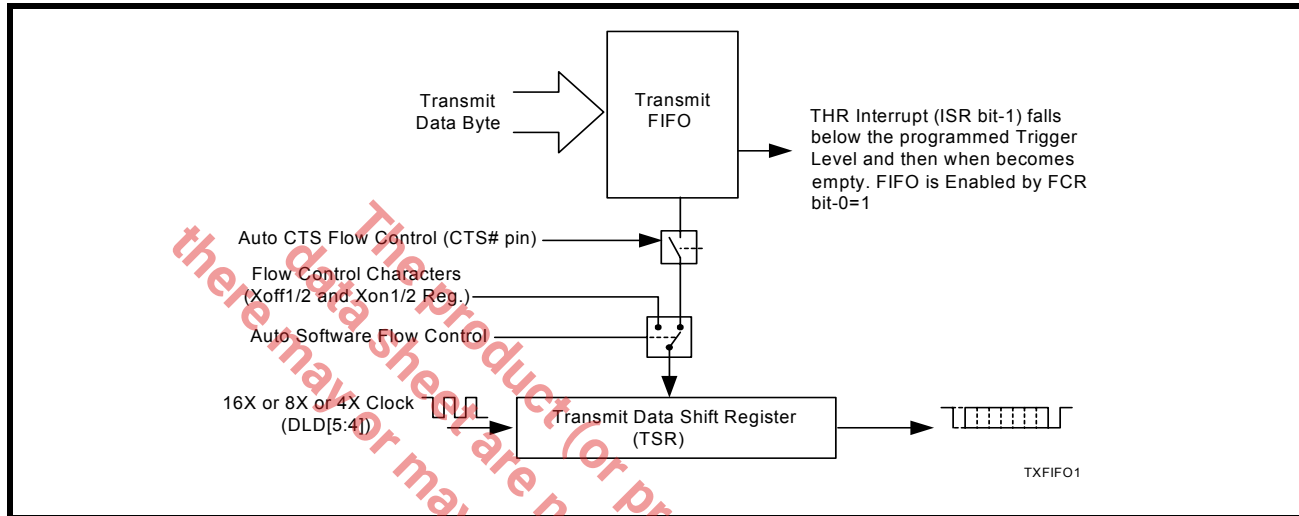 Transmit
Data Byte
Transmit
FIFO
THR Interrupt (ISR bit-1) falls
below the programmed Trigger
Level and then when becomes
empty. FIFO is Enabled by FCR
bit-0=1
Auto CTS Flow Control (CTS# pin)
Flow Control Characters
(Xoff1/2 and Xon1/2 Reg.)
Auto Software Flow Control
16X or 8X or 4X Clock
(DLD[5:4])
Transmit Data Shift Register
(TSR)
TXFIFO1
The product (or pr
data sheet are n
there may or may